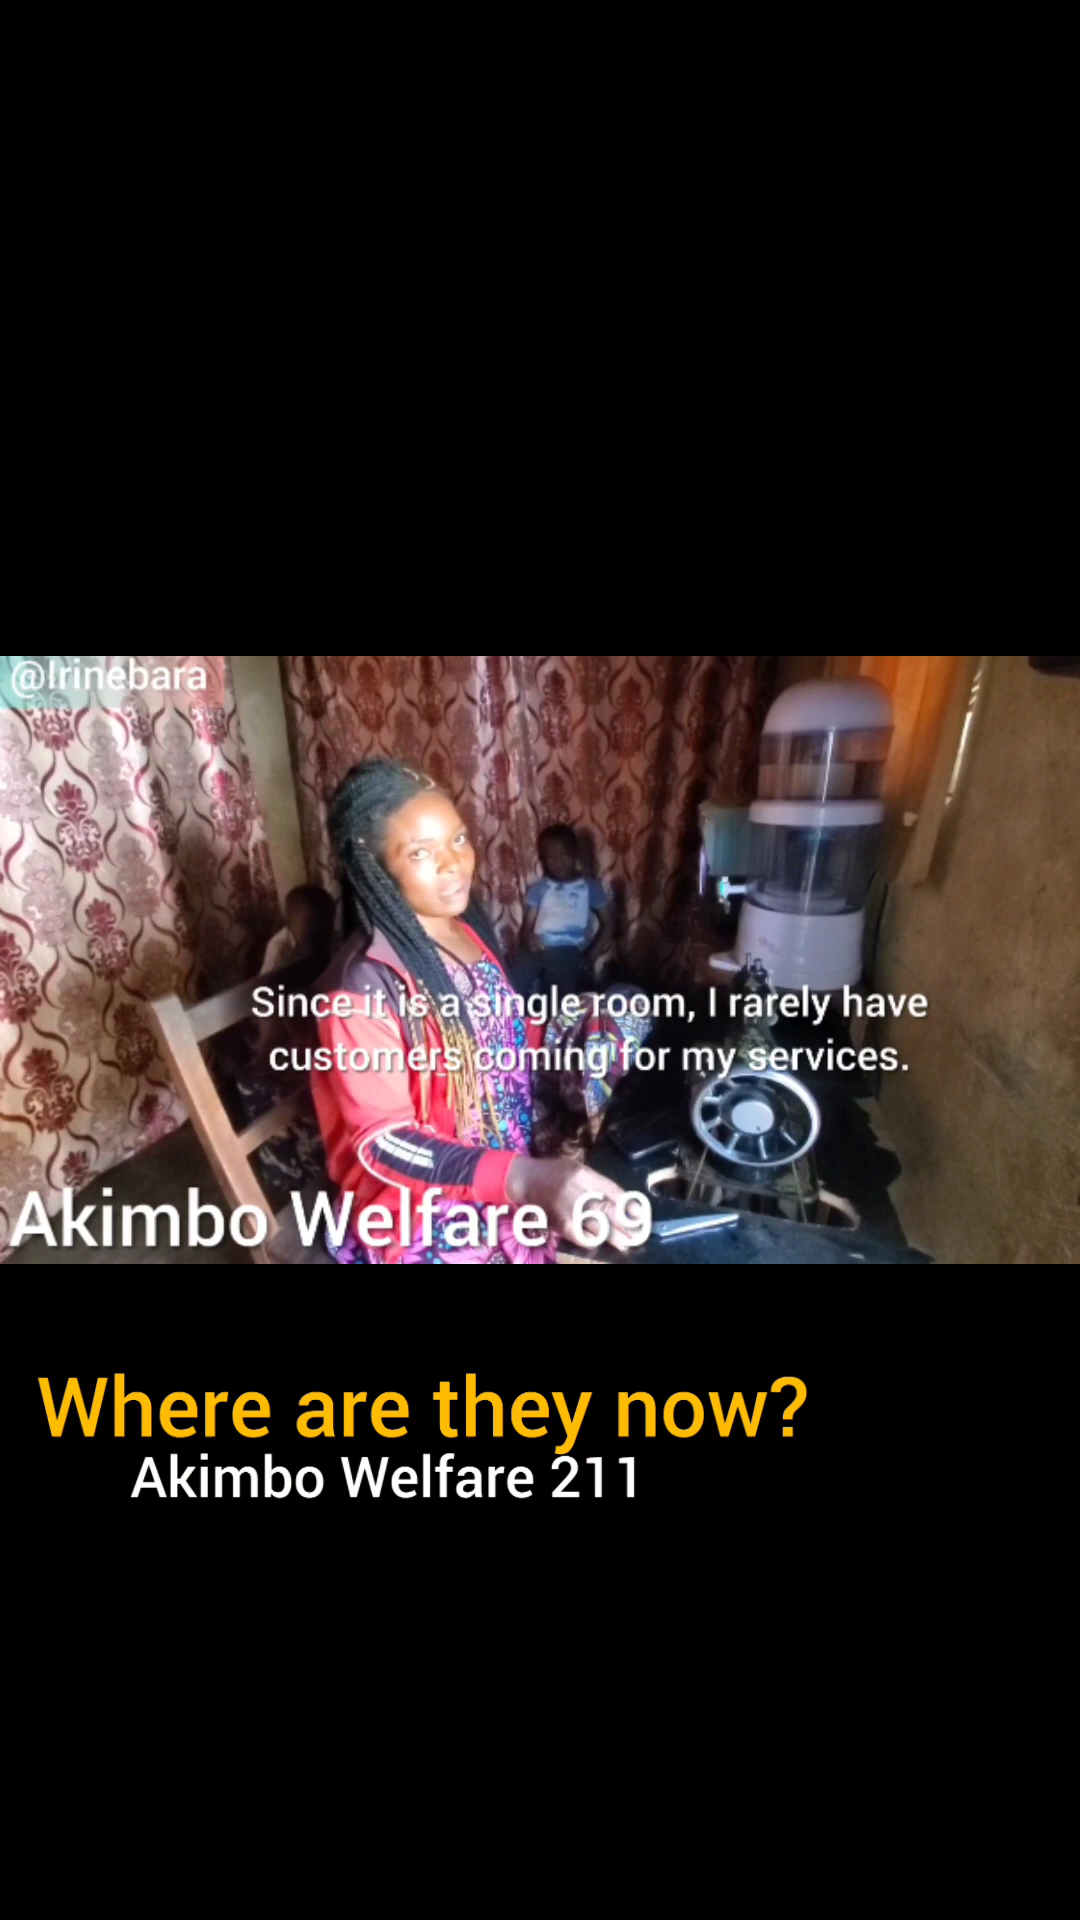 @Irinebara
Since it is a single room, I rarely have
customers coming for my services.
Akimbo Welfare 69
Where are they now?
Akimbo Welfare 211